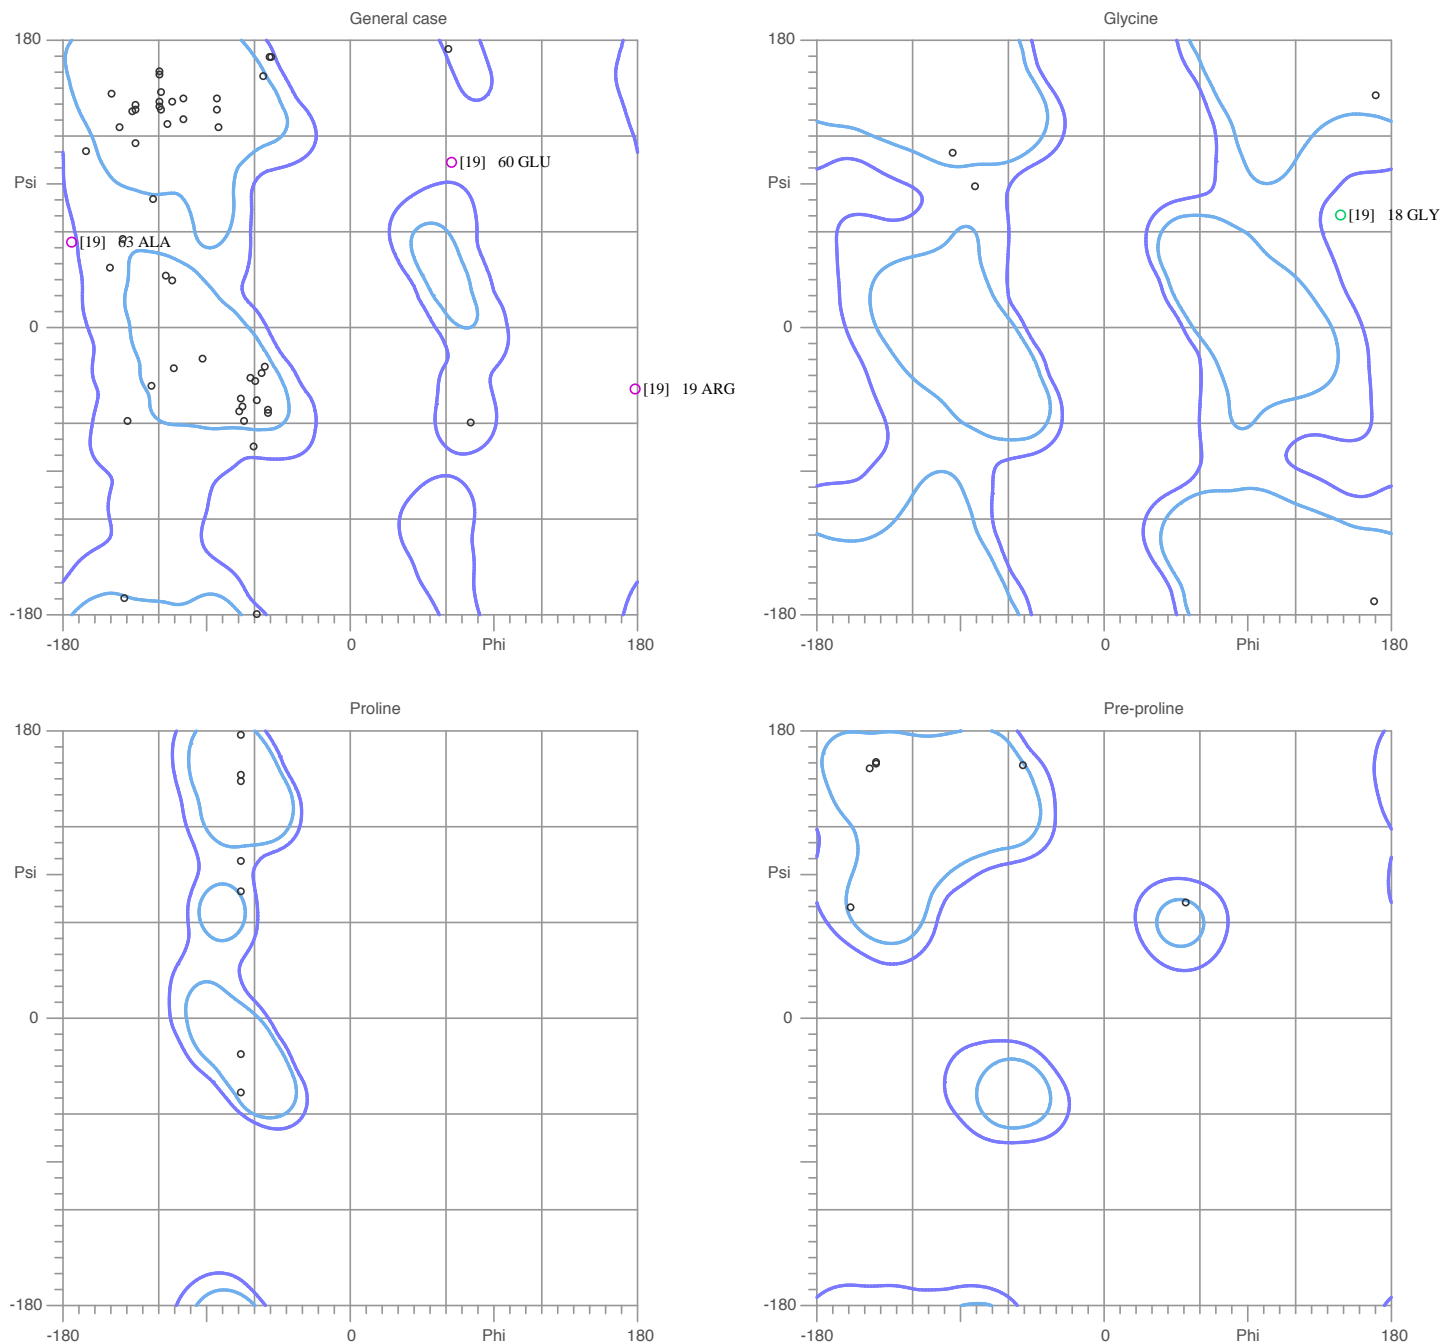 General case
Glycine
180
180
[19] 60 GLU
Psi
Psi
[19] 18 GLY
[19] 63 ALA
0
0
[19] 19 ARG
-180
-180
-180 0 Phi 180
-180 0 Phi 180
Proline
Pre-proline
180
180
Psi
Psi
0
0
-180
-180
-180 0 Phi 180
-180 0 Phi 180